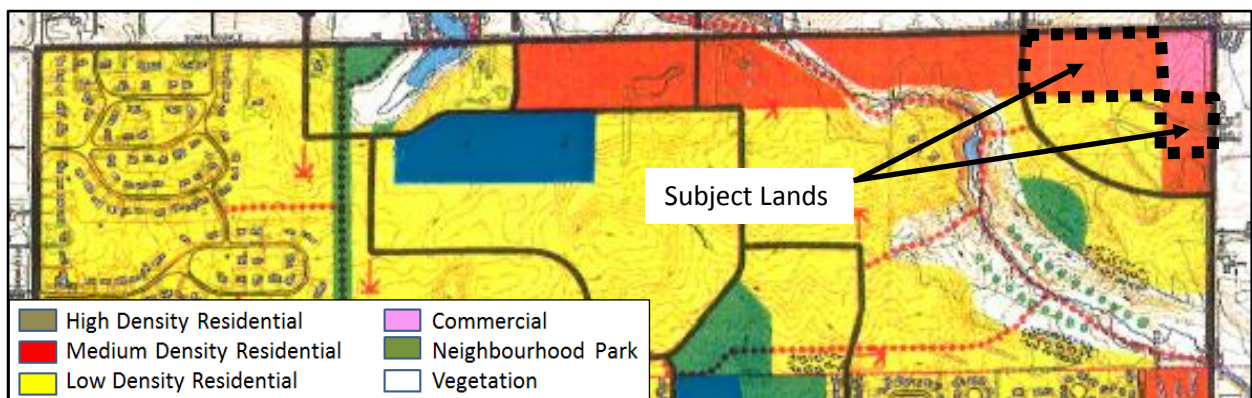 Subject Lands
High Density Residential
Medium Density Residential
Low Density Residential
Commercial
Neighbourhood Park
Vegetation